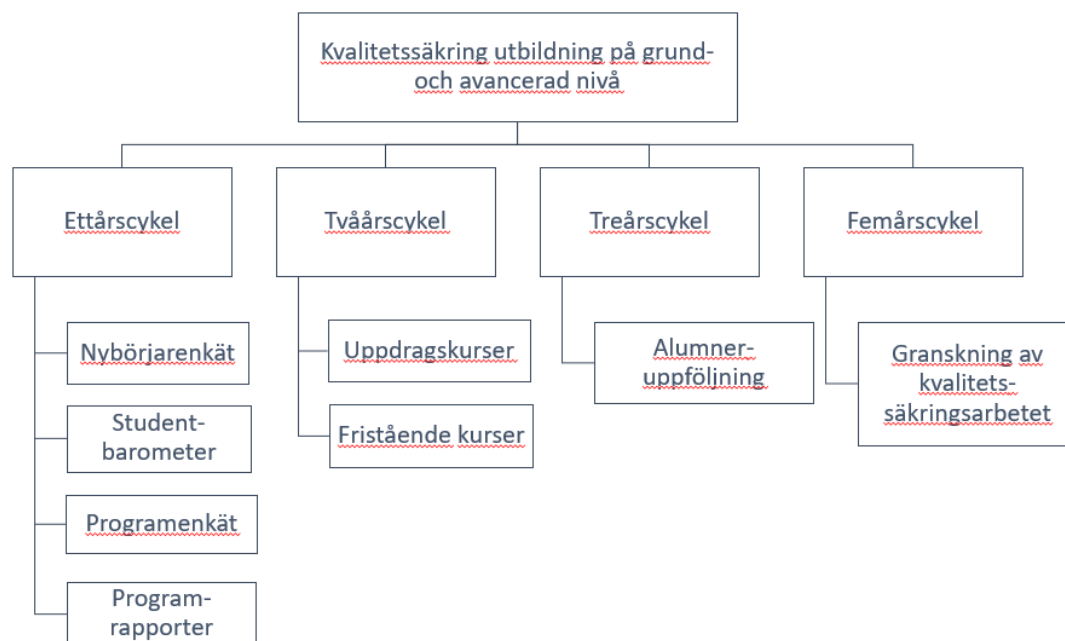 Kvalitetssäkring utbildning på grund-
och avancerad nivå
Ettårscykel
Tvåårscykel
Treårscykel
Femårscykel
Nybörjarenkät
Student-
barometer
Programenkät
Program-
rapporter
Uppdragskurser
Fristående kurser
Alumner-
uppföljning
Granskning av
kvalitets-
säkringsarbetet